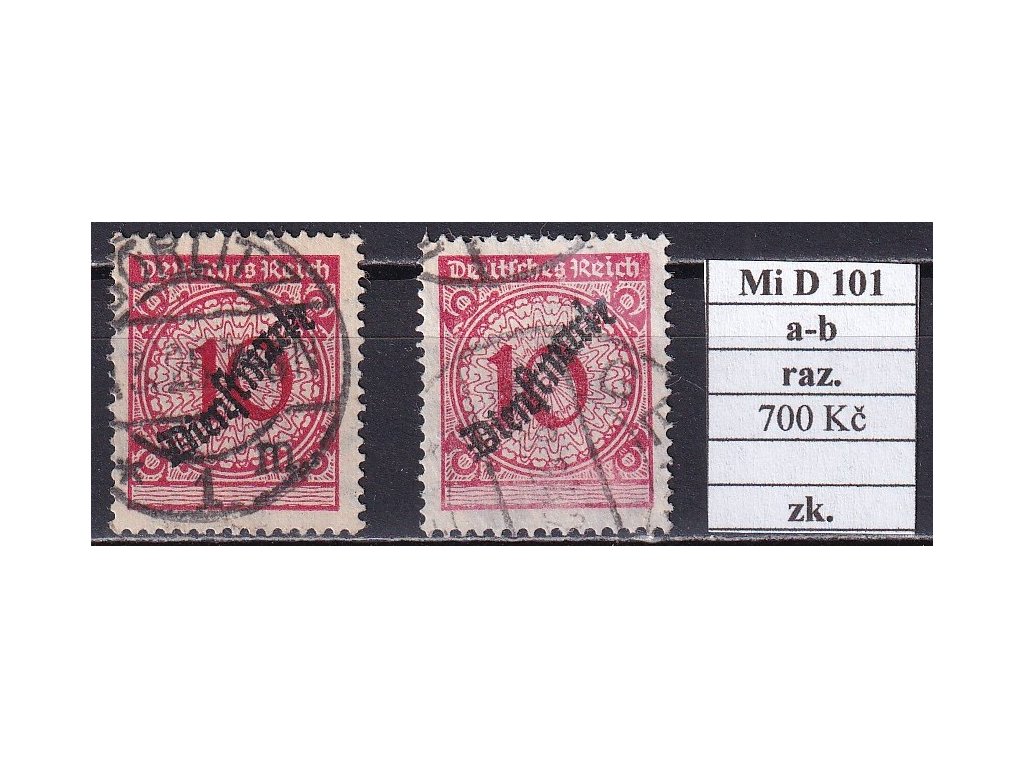 Deutsches Reich
10
Dienstmarke
Deutsches Reich
10
Dienstmarke
Mi D 101
a-b
raz.
700 Kč
zk.